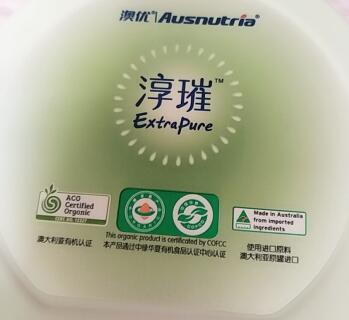 澳优®|Ausnutria®
淳璀™
ExtraPure
ACO
Certified
Organic
澳大利亚有机认证
This organic product is certificated by COFCC
本产品通过中绿华夏有机食品认证中心认证
Made in Australia
from imported
ingredients
使用进口原料
澳大利亚原罐进口